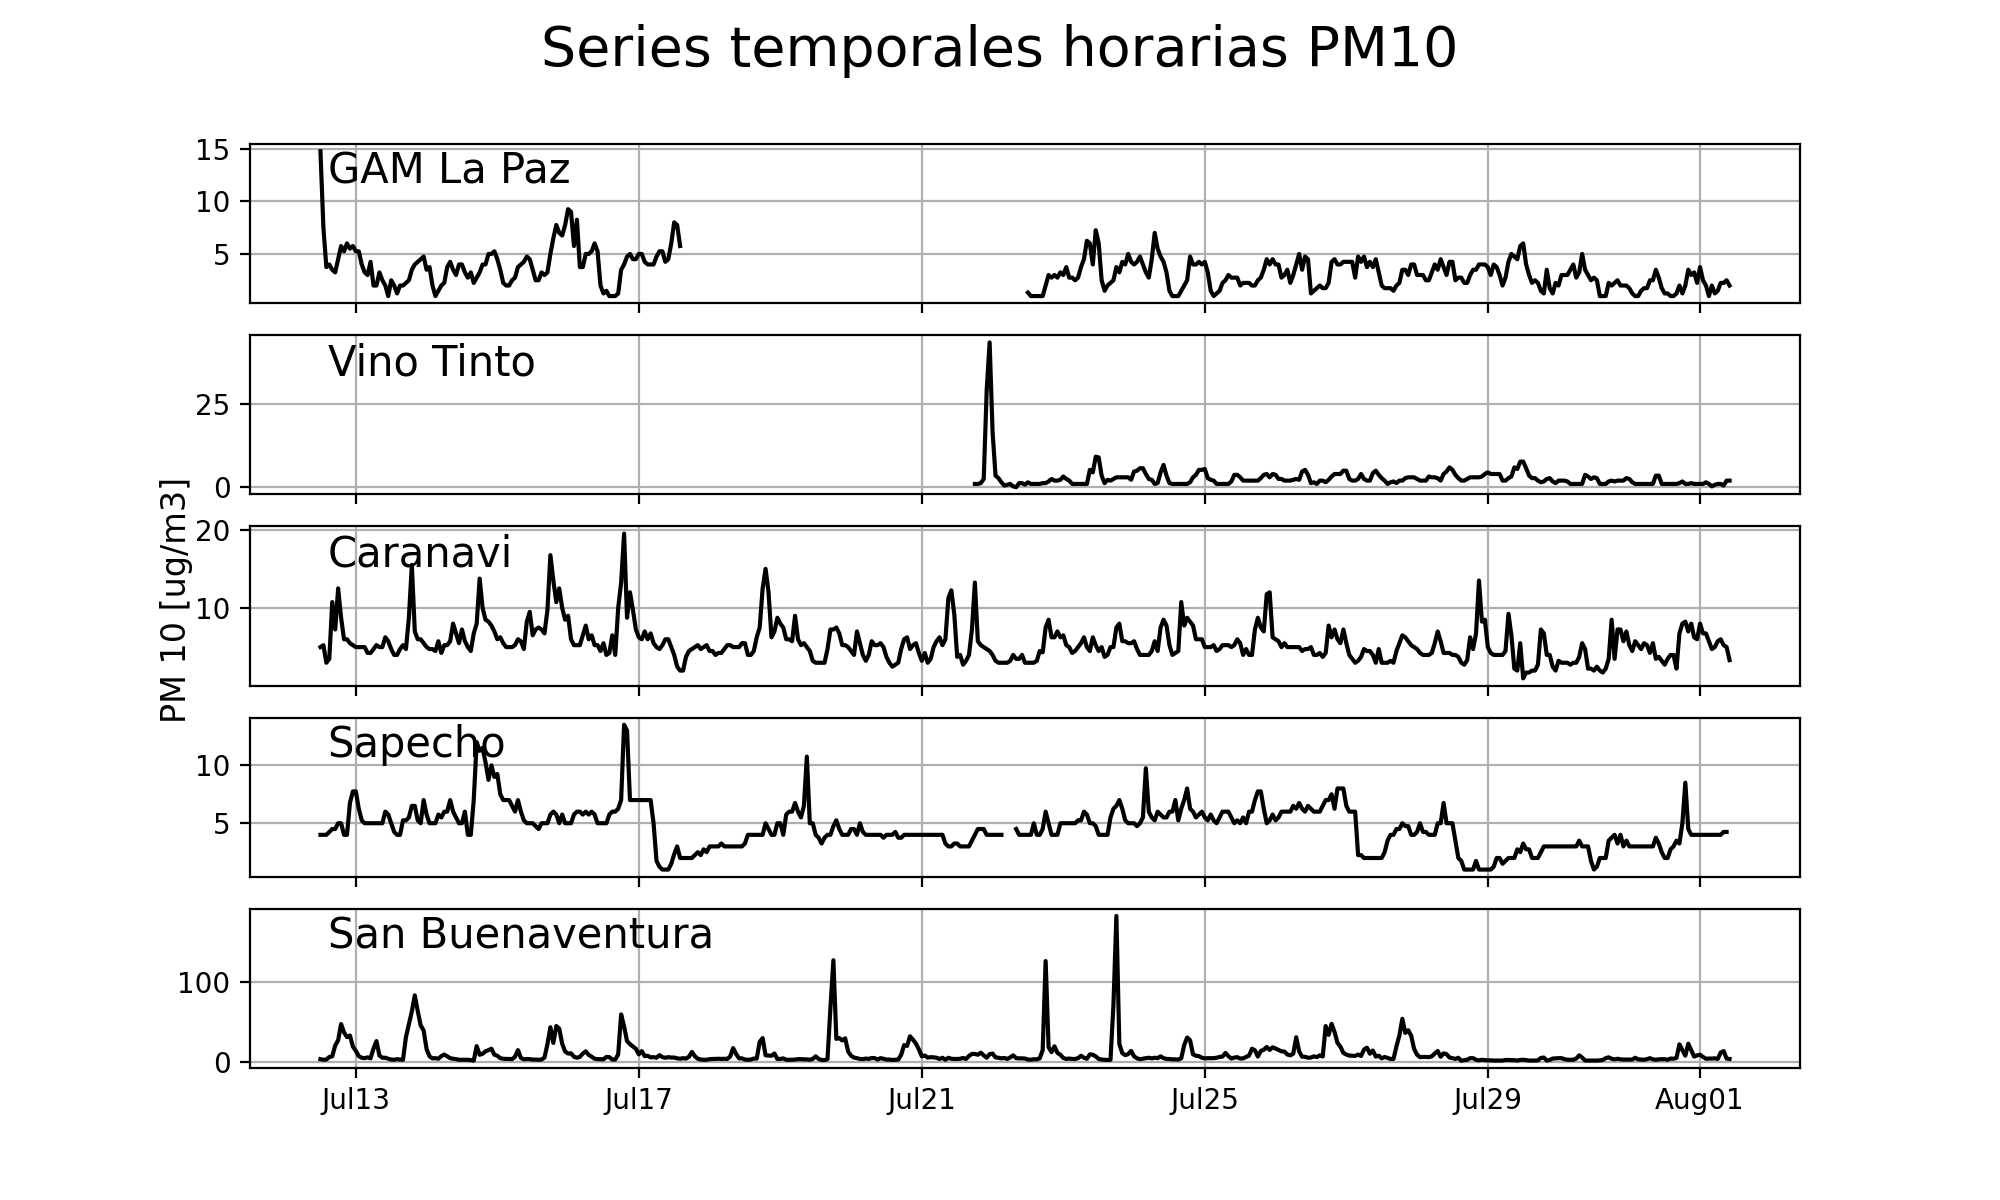 Series temporales horarias PM10
PM 10 [ug/m3]
GAM La Paz
15
10
5
Vino Tinto
25
0
Caranavi
20
10
Sapecho
10
5
San Buenaventura
100
0
Jul13 Jul17 Jul21 Jul25 Jul29 Aug01